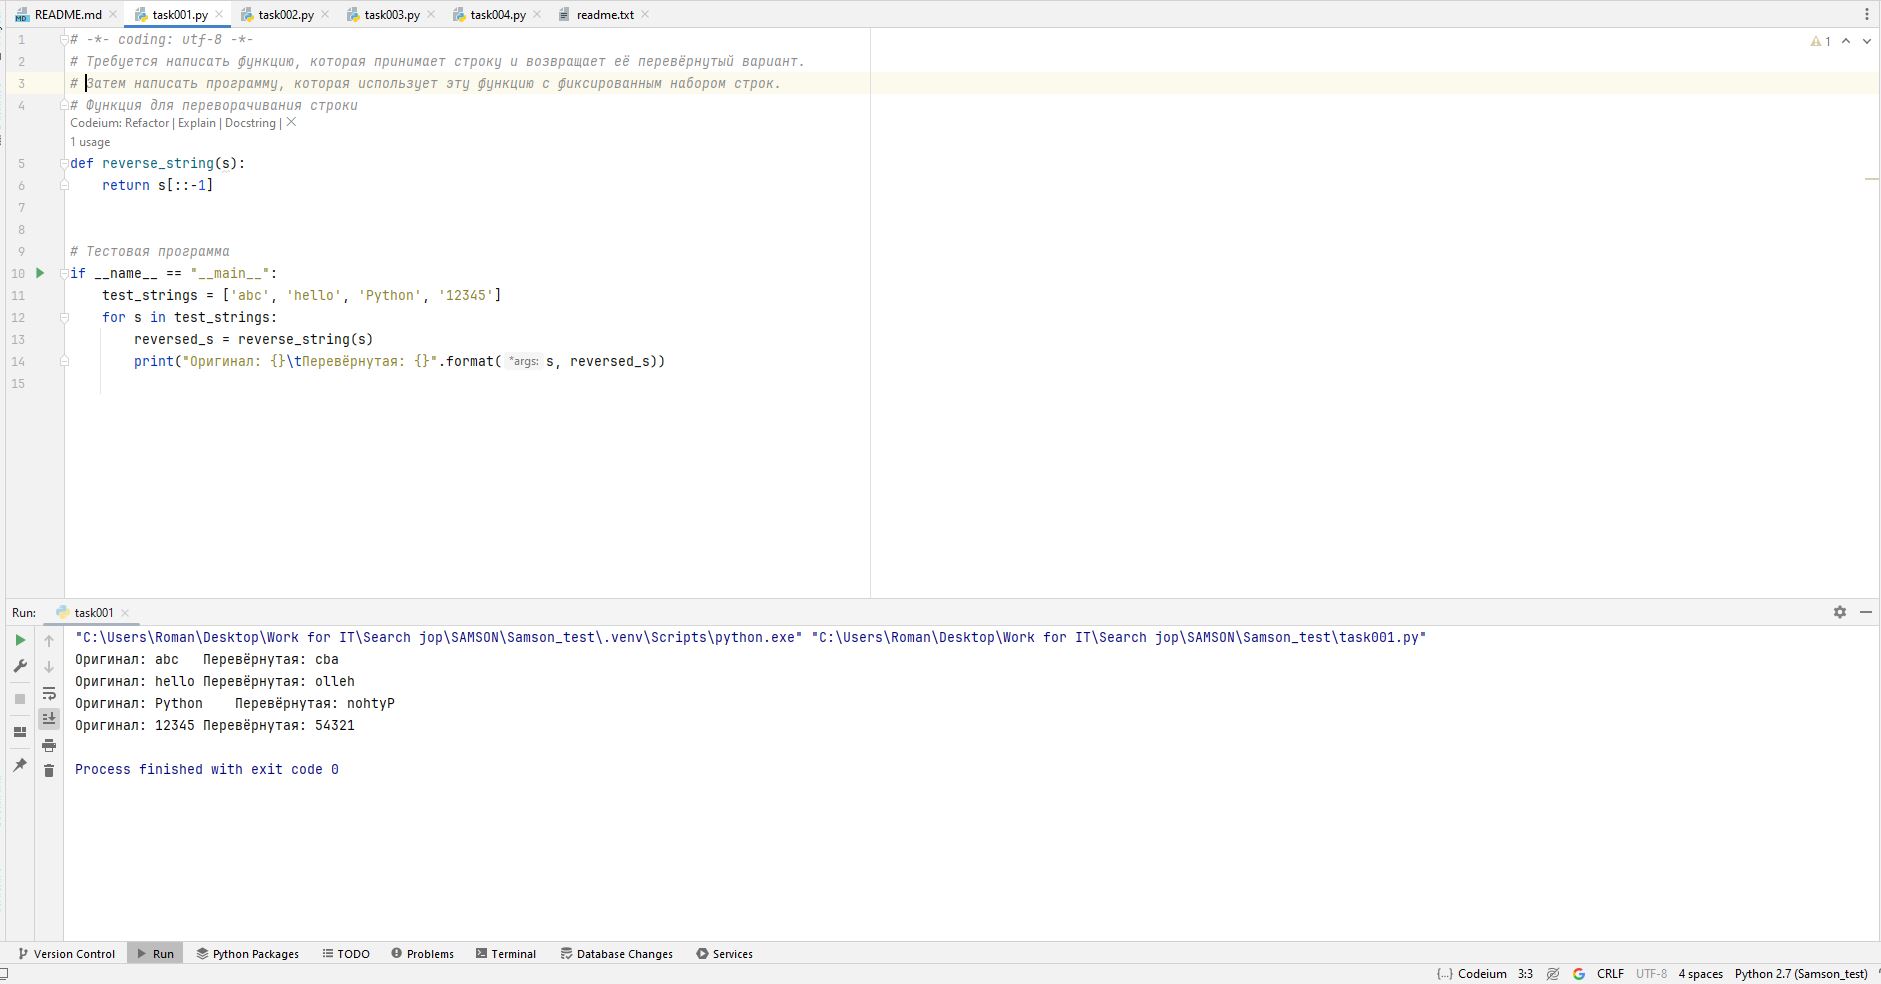 README.md task001.py task002.py task003.py task004.py readme.txt
1 # -*- coding: utf-8 -*-
1
2 # Требуется написать функцию, которая принимает строку и возвращает её перевёрнутый вариант.
3 # Затем написать программу, которая использует эту функцию с фиксированным набором строк.
4 # Функция для переворачивания строки
Codeium: Refactor | Explain | Docstring |
1 usage
5 def reverse_string(s):
6 return s[::-1]
7
8
9 # Тестовая программа
10 if __name__ == "__main__":
11 test_strings = ['abc', 'hello', 'Python', '12345']
12 for s in test_strings:
13 reversed_s = reverse_string(s)
14 print("Оригинал: {}\tПеревёрнутая: {}".format( *args: s, reversed_s))
15
Run: task001
"C:\Users\Roman\Desktop\Work for IT\Search jop\SAMSON\Samson_test\.venv\Scripts\python.exe" "C:\Users\Roman\Desktop\Work for IT\Search jop\SAMSON\Samson_test\task001.py"
Оригинал: abc Перевёрнутая: cba
Оригинал: hello Перевёрнутая: olleh
Оригинал: Python Перевёрнутая: nohtyP
Оригинал: 12345 Перевёрнутая: 54321
Process finished with exit code 0
Version Control Run Python Packages TODO Problems Terminal Database Changes Services
{...} Codeium 3:3 CRLF UTF-8 4 spaces Python 2.7 (Samson_test)